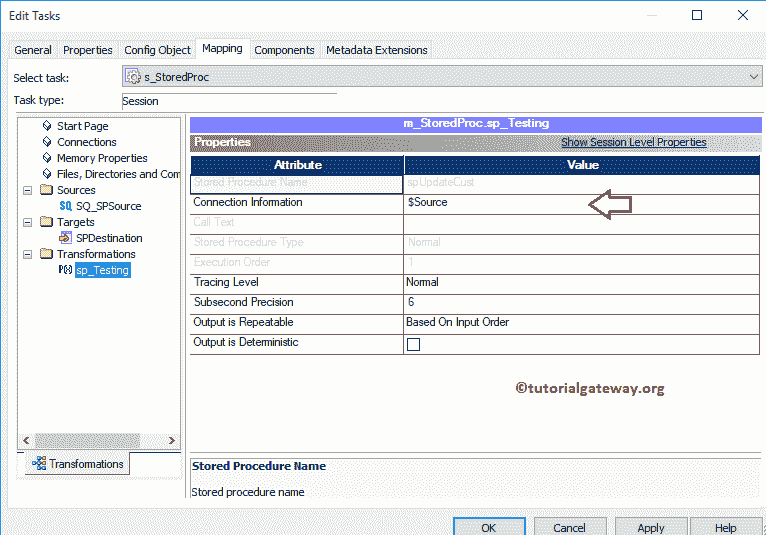 Edit Tasks
General Properties Config Object Mapping Components Metadata Extensions
Select task: s_StoredProc
Task type: Session
Start Page
Connections
Memory Properties
Files, Directories and Com
Sources
SQ SQ_SPSource
Targets
SPDestination
Transformations
sp_Testing
Transformations
m_StoredProc.sp_Testing
Properties Show Session Level Properties
Attribute Value
Stored Procedure Name spUpdateCust
Connection Information $Source
Call Text
Stored Procedure Type Normal
Execution Order 1
Tracing Level Normal
Subsecond Precision 6
Output is Repeatable Based On Input Order
Output is Deterministic
©tutorialgateway.org
Stored Procedure Name
Stored procedure name
OK Cancel Apply Help